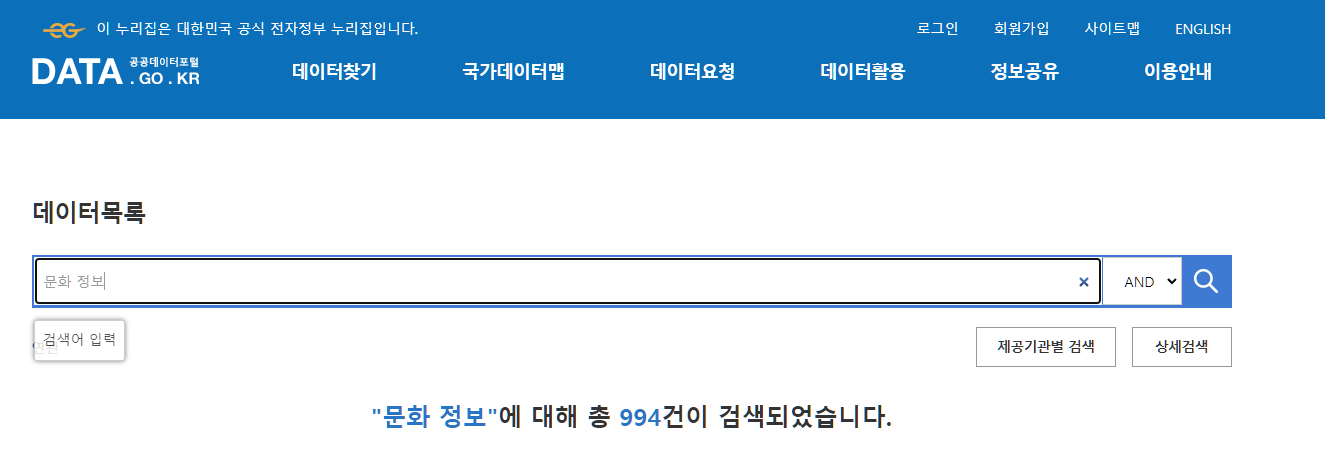 이 누리집은 대한민국 공식 전자정부 누리집입니다.
로그인 회원가입 사이트맵 ENGLISH
DATA 공공데이터포털 . GO . KR
데이터찾기 국가데이터맵 데이터요청 데이터활용 정보공유 이용안내
데이터목록
문화 정보 × AND
검색어 입력
제공기관별 검색 상세검색
"문화 정보"에 대해 총 994건이 검색되었습니다.